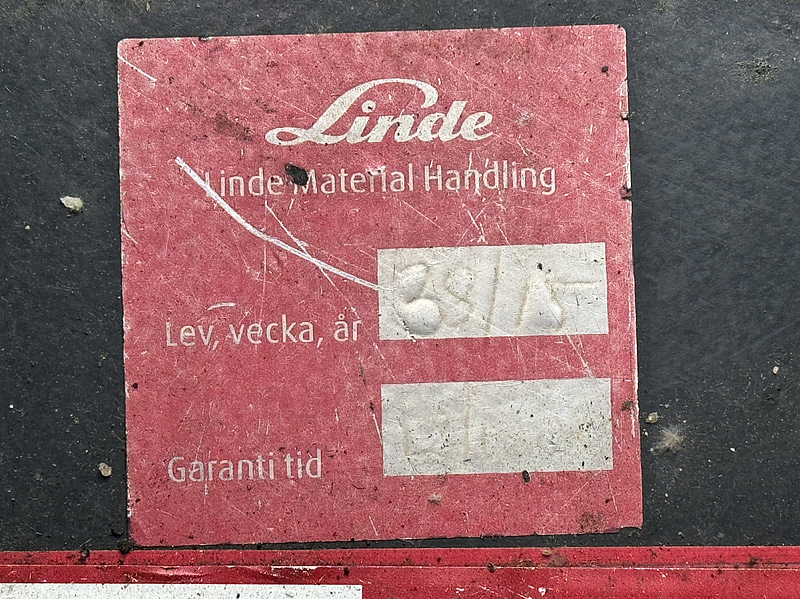 Linde
Linde Material Handling
Lev, vecka, år 38/15
Garanti tid